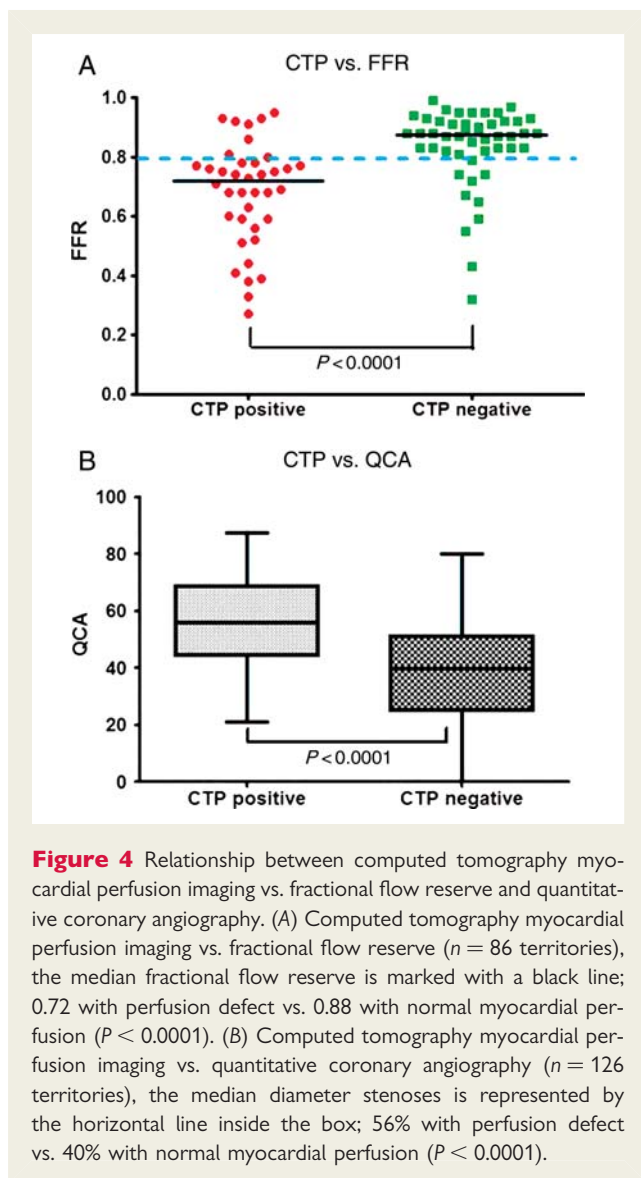 A
CTP vs. FFR
1.0
0.8
0.6
0.4
0.2
0.0
FFR
P<0.0001
CTP positive
CTP negative
B
CTP vs. QCA
100
80
60
40
20
0
QCA
P<0.0001
CTP positive
CTP negative
Figure 4 Relationship between computed tomography myo-
cardial perfusion imaging vs. fractional flow reserve and quantitat-
ive coronary angiography. (A) Computed tomography myocardial
perfusion imaging vs. fractional flow reserve (n = 86 territories),
the median fractional flow reserve is marked with a black line;
0.72 with perfusion defect vs. 0.88 with normal myocardial per-
fusion (P < 0.0001). (B) Computed tomography myocardial per-
fusion imaging vs. quantitative coronary angiography (n = 126
territories), the median diameter stenoses is represented by
the horizontal line inside the box; 56% with perfusion defect
vs. 40% with normal myocardial perfusion (P < 0.0001).